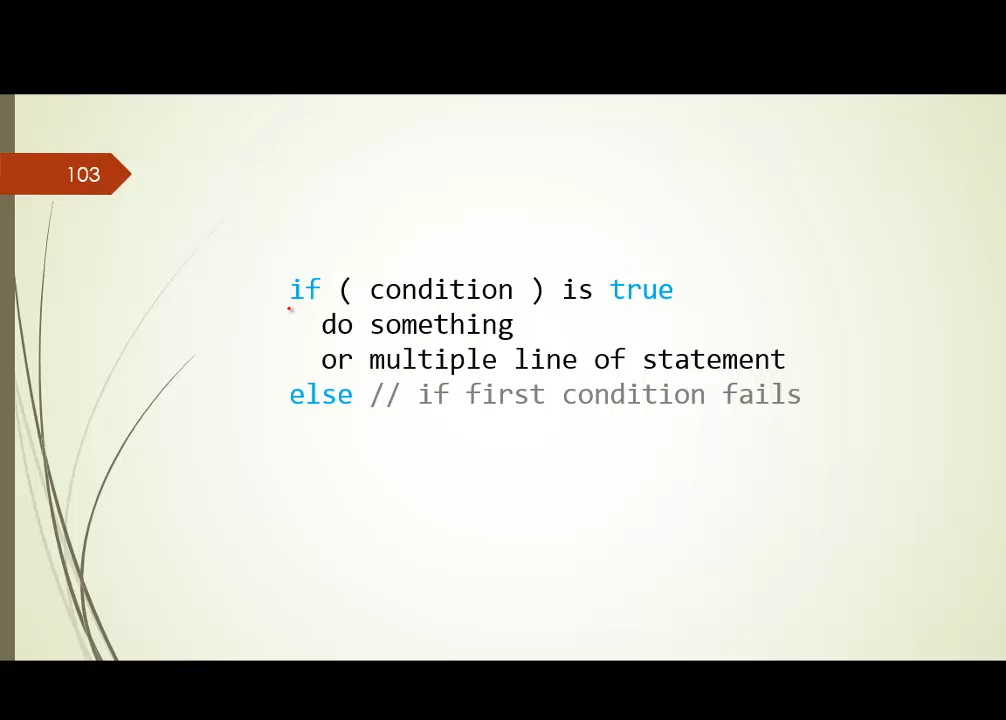 103
if ( condition ) is true
do something
or multiple line of statement
else // if first condition fails